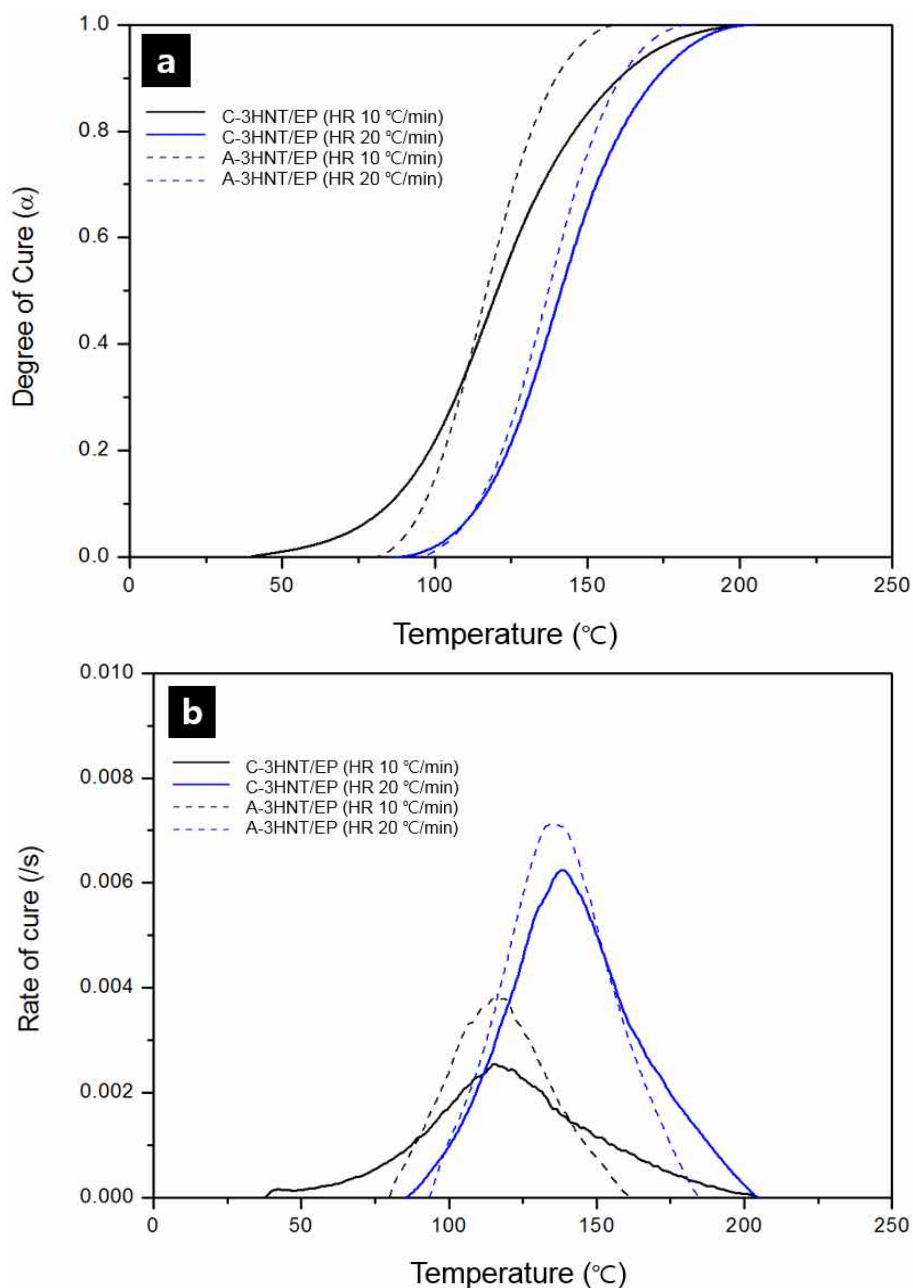 a
C-3HNT/EP (HR 10 ℃/min)
C-3HNT/EP (HR 20 ℃/min)
A-3HNT/EP (HR 10 ℃/min)
A-3HNT/EP (HR 20 ℃/min)
1.0
0.8
0.6
0.4
0.2
0.0
Degree of Cure (α)
0
50
100
150
200
250
Temperature (℃)
b
C-3HNT/EP (HR 10 ℃/min)
C-3HNT/EP (HR 20 ℃/min)
A-3HNT/EP (HR 10 ℃/min)
A-3HNT/EP (HR 20 ℃/min)
0.010
0.008
0.006
0.004
0.002
0.000
Rate of cure (/s)
0
50
100
150
200
250
Temperature (℃)